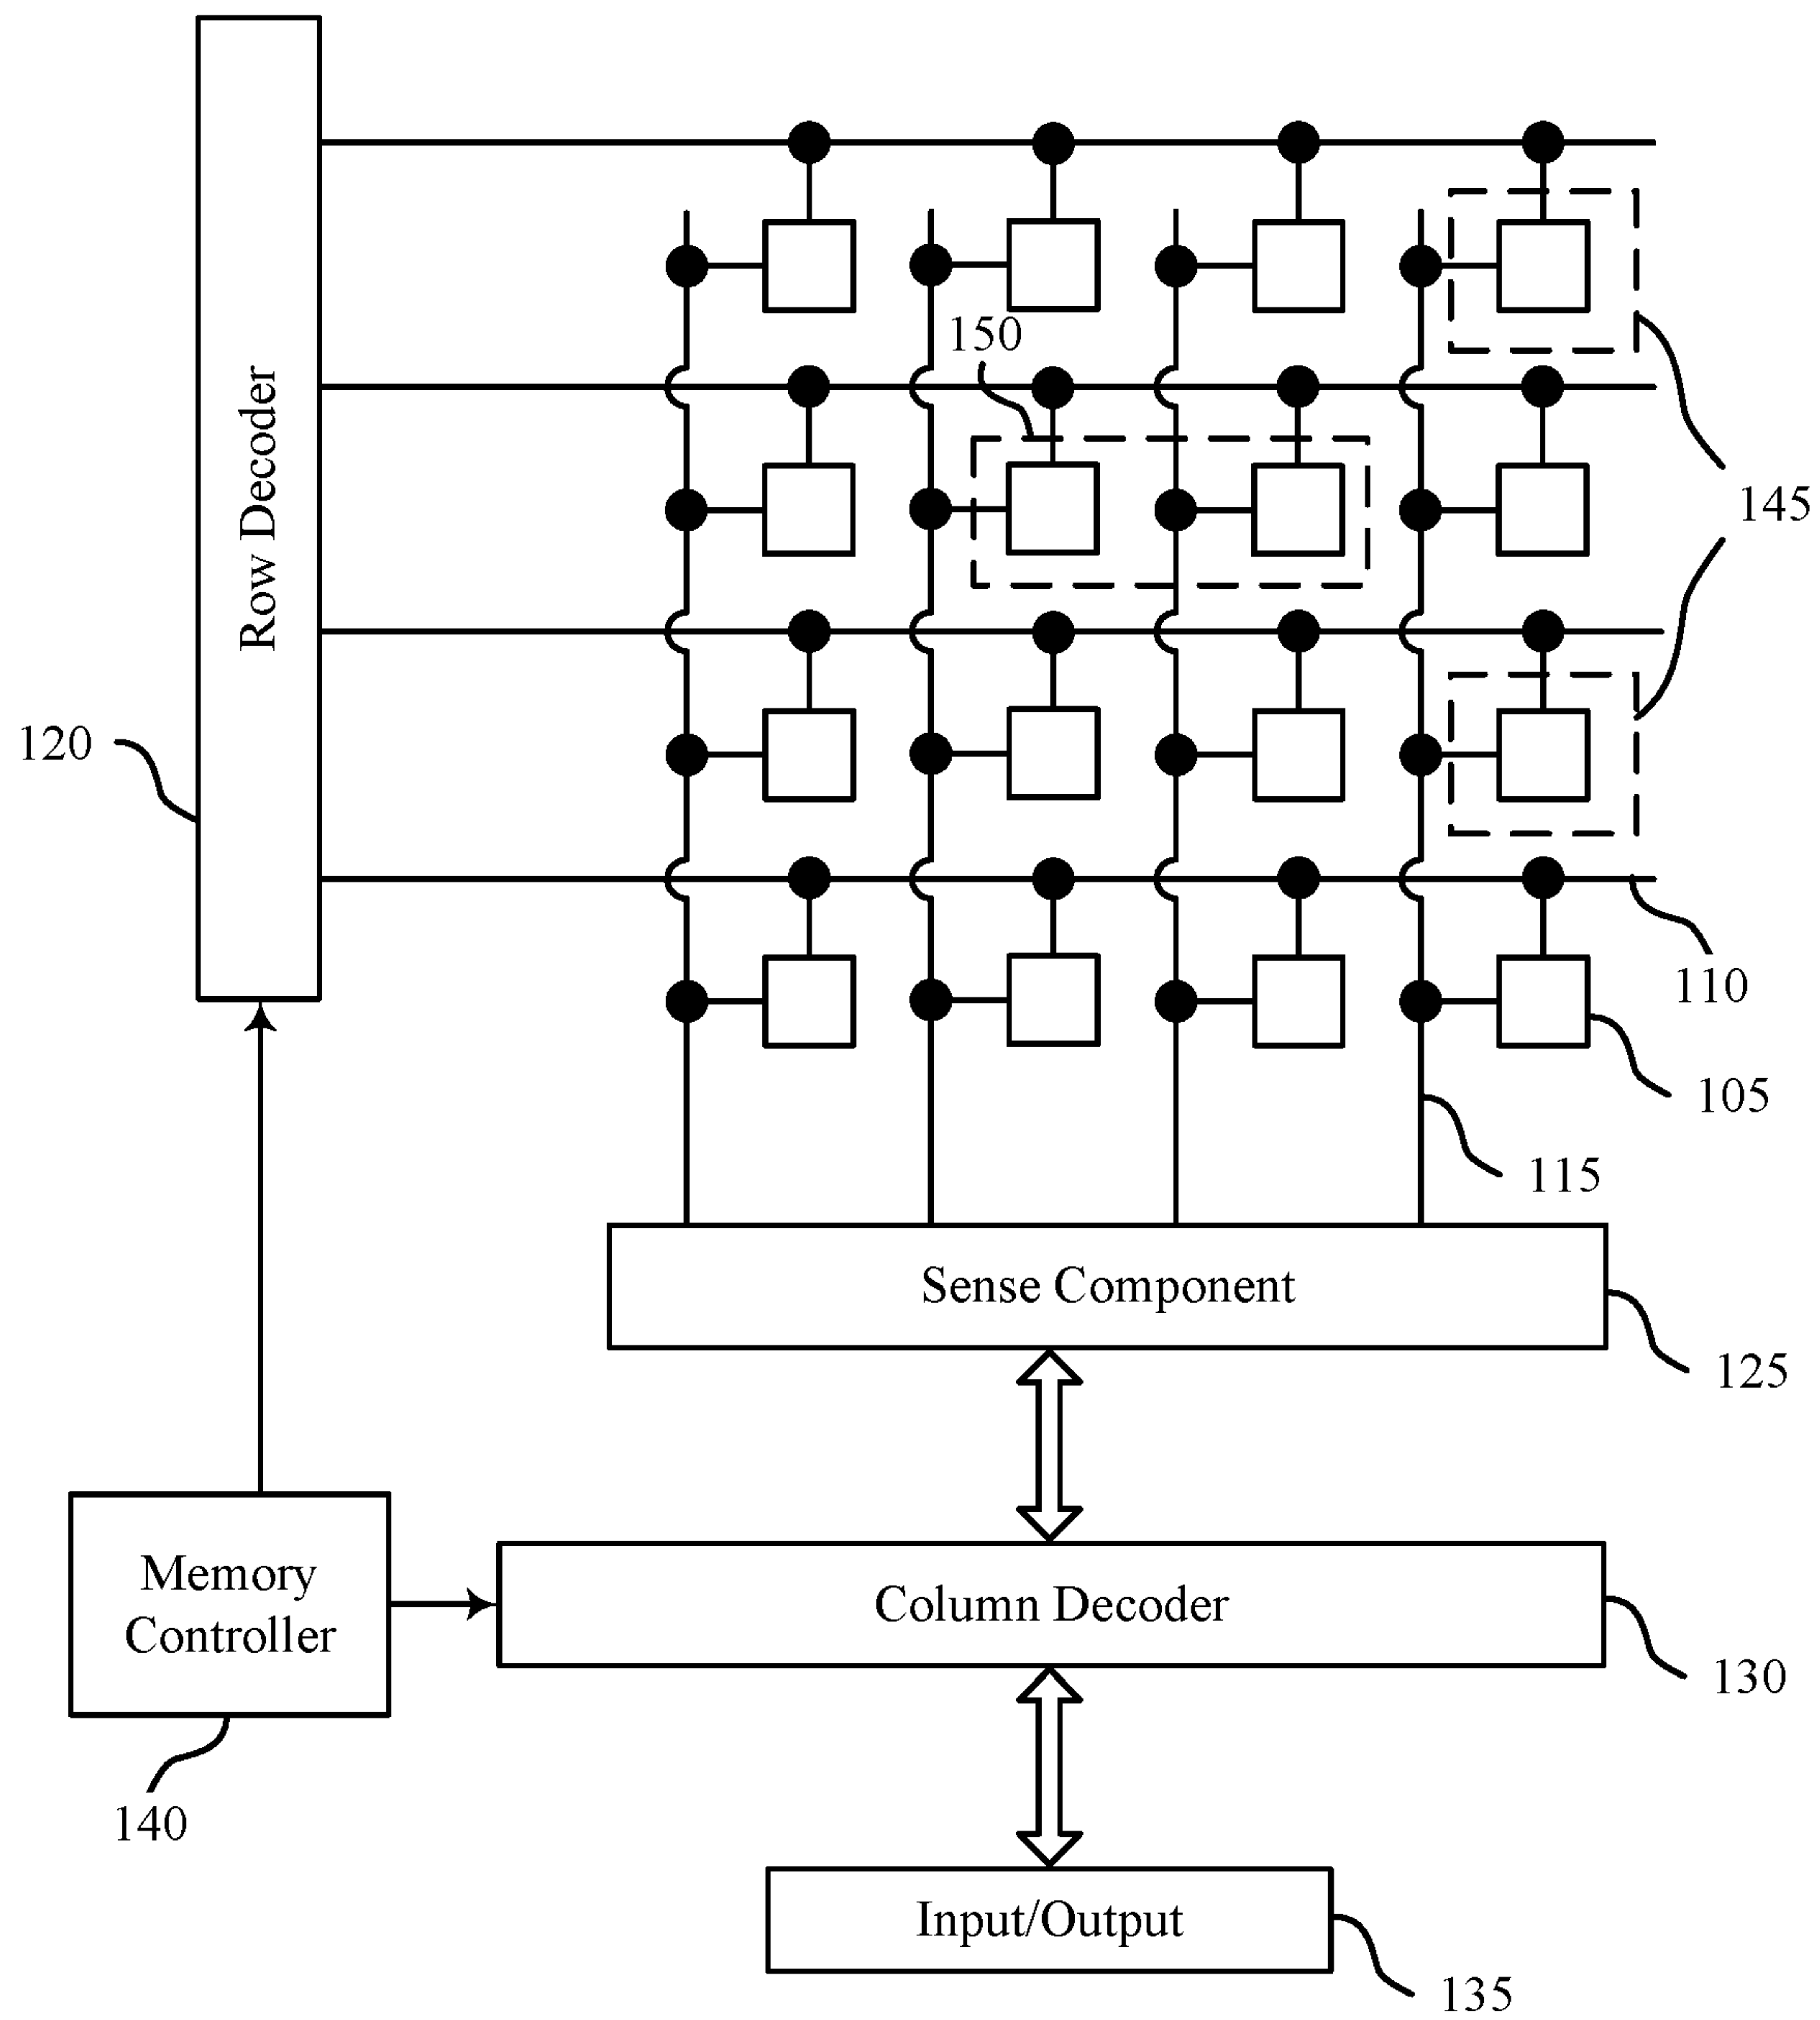 150
Row Decoder
145
120
110
105
115
Sense Component
125
Memory
Controller
Column Decoder
130
140
Input/Output
135